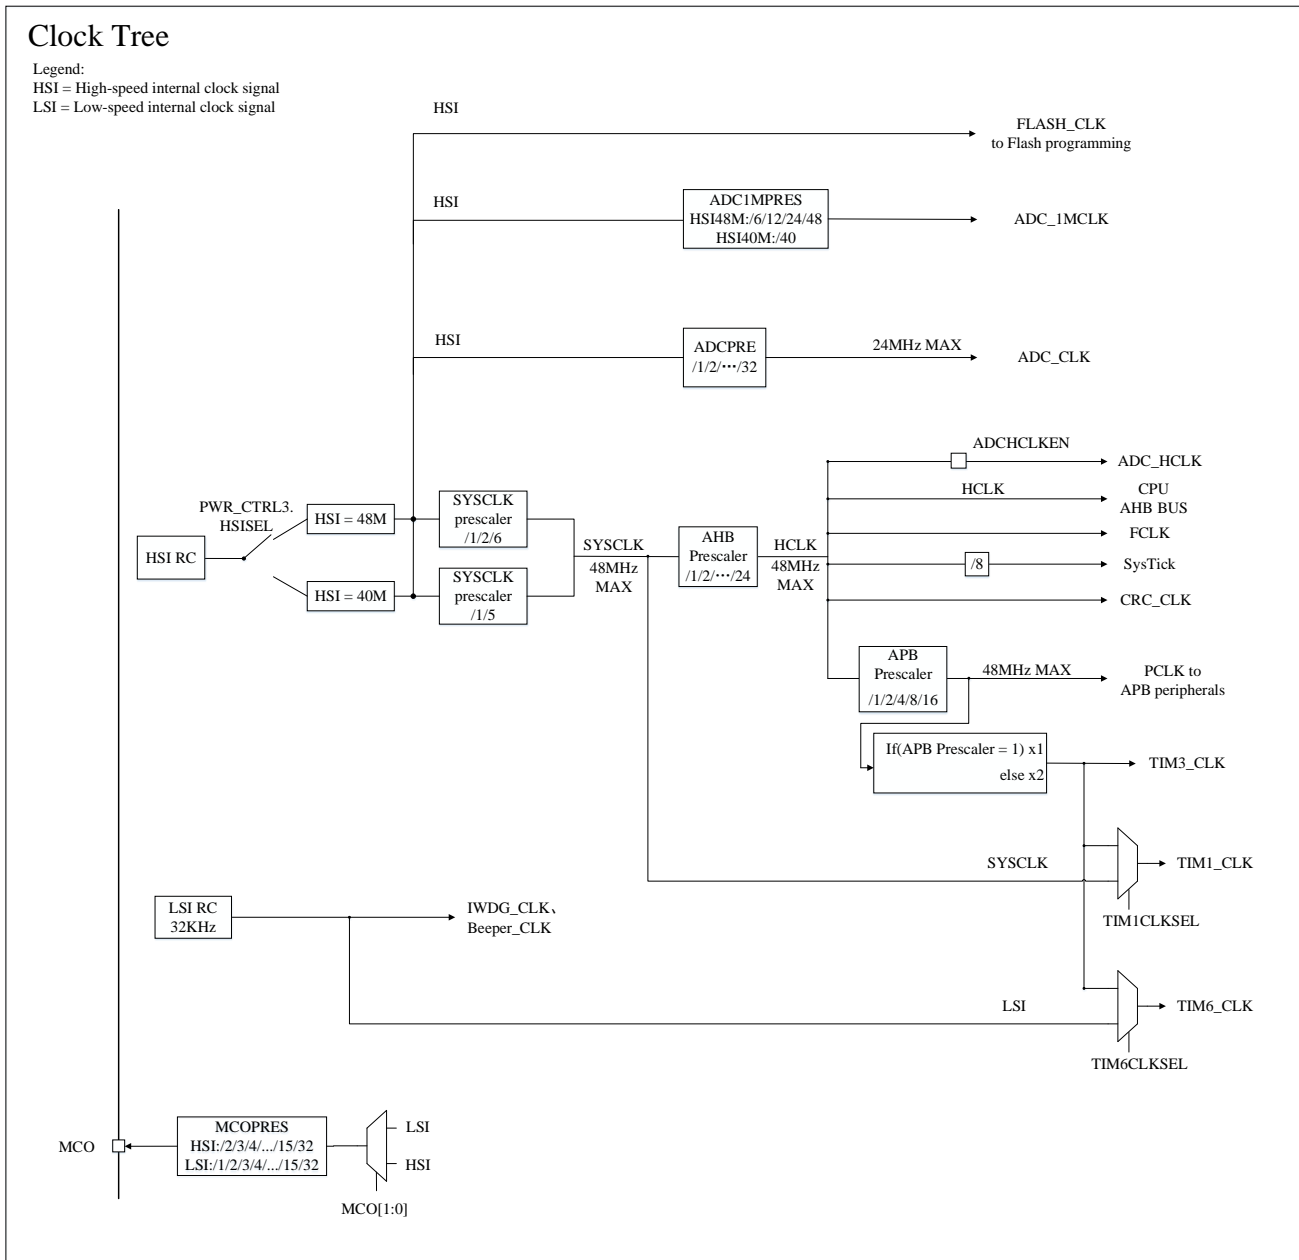 Clock Tree
Legend:
HSI = High-speed internal clock signal
LSI = Low-speed internal clock signal
HSI
FLASH_CLK
to Flash programming
HSI
ADC1MPRES
HSI48M:/6/12/24/48
HSI40M:/40
ADC_1MCLK
HSI
ADCPRE
/1/2/···/32
24MHz MAX
ADC_CLK
ADCHCLKEN
ADC_HCLK
HCLK
CPU
AHB BUS
FCLK
/8
SysTick
CRC_CLK
PWR_CTRL3.
HSISEL
HSI RC
HSI = 48M
HSI = 40M
SYSCLK
prescaler
/1/2/6
SYSCLK
prescaler
/1/5
SYSCLK
48MHz
MAX
AHB
Prescaler
/1/2/···/24
HCLK
48MHz
MAX
APB
Prescaler
/1/2/4/8/16
48MHz MAX
PCLK to
APB peripherals
If(APB Prescaler = 1) x1
else x2
TIM3_CLK
SYSCLK
TIM1_CLK
TIM1CLKSEL
LSI RC
32KHz
IWDG_CLK、
Beeper_CLK
LSI
TIM6_CLK
TIM6CLKSEL
MCO
MCOPRES
HSI:/2/3/4/.../15/32
LSI:/1/2/3/4/.../15/32
LSI
HSI
MCO[1:0]